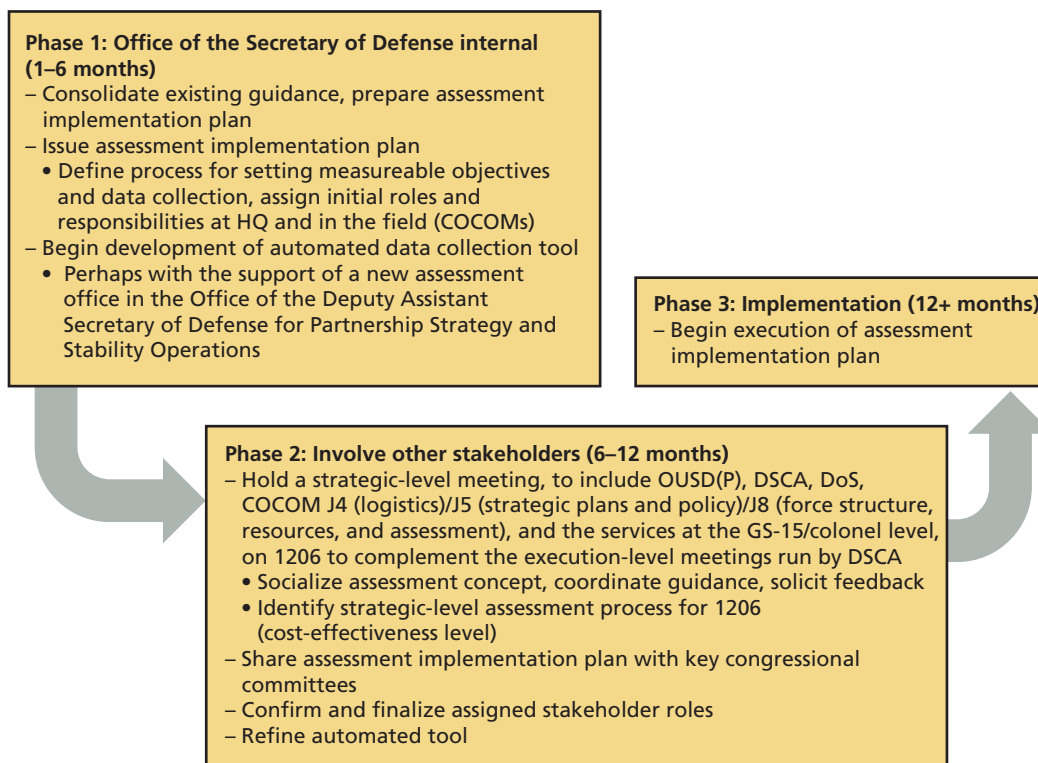 Phase 1: Office of the Secretary of Defense internal
(1–6 months)
– Consolidate existing guidance, prepare assessment
implementation plan
– Issue assessment implementation plan
• Define process for setting measureable objectives
and data collection, assign initial roles and
responsibilities at HQ and in the field (COCOMs)
– Begin development of automated data collection tool
• Perhaps with the support of a new assessment
office in the Office of the Deputy Assistant
Secretary of Defense for Partnership Strategy and
Stability Operations
Phase 2: Involve other stakeholders (6–12 months)
– Hold a strategic-level meeting, to include OUSD(P), DSCA, DoS,
COCOM J4 (logistics)/J5 (strategic plans and policy)/J8 (force structure,
resources, and assessment), and the services at the GS-15/colonel level,
on 1206 to complement the execution-level meetings run by DSCA
• Socialize assessment concept, coordinate guidance, solicit feedback
• Identify strategic-level assessment process for 1206
(cost-effectiveness level)
– Share assessment implementation plan with key congressional
committees
– Confirm and finalize assigned stakeholder roles
– Refine automated tool
Phase 3: Implementation (12+ months)
– Begin execution of assessment
implementation plan